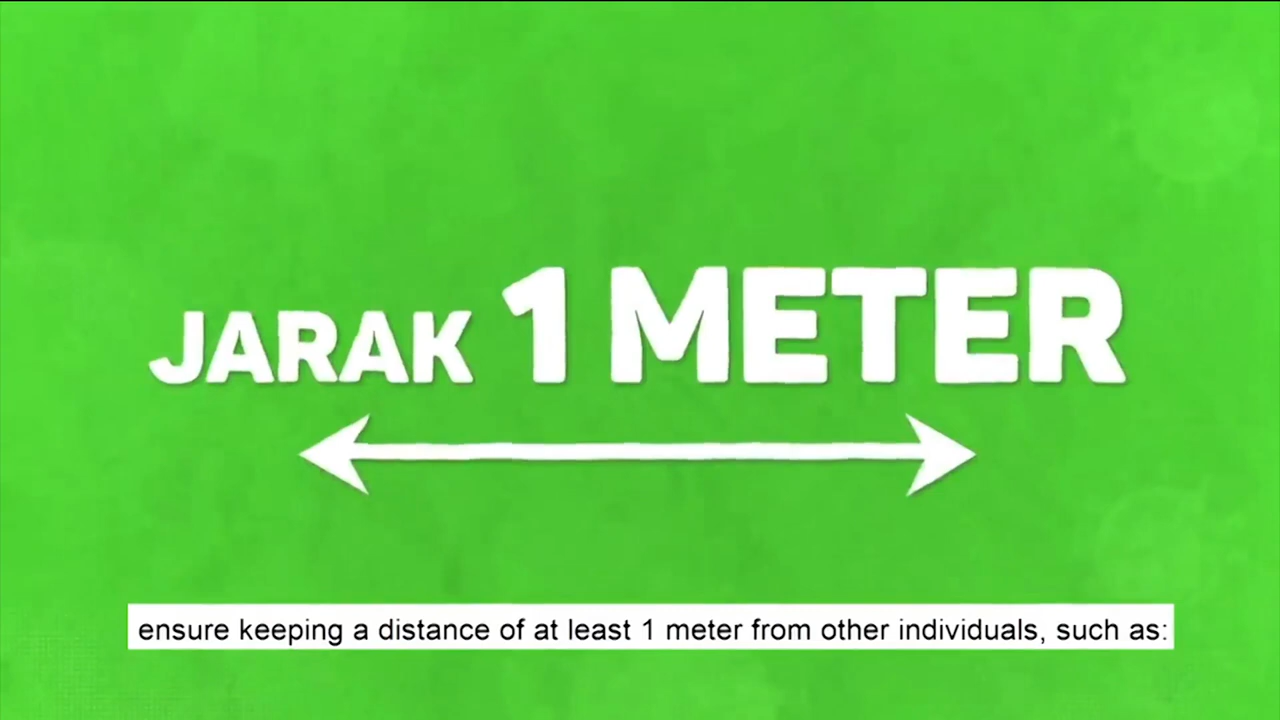 JARAK 1 METER
ensure keeping a distance of at least 1 meter from other individuals, such as: